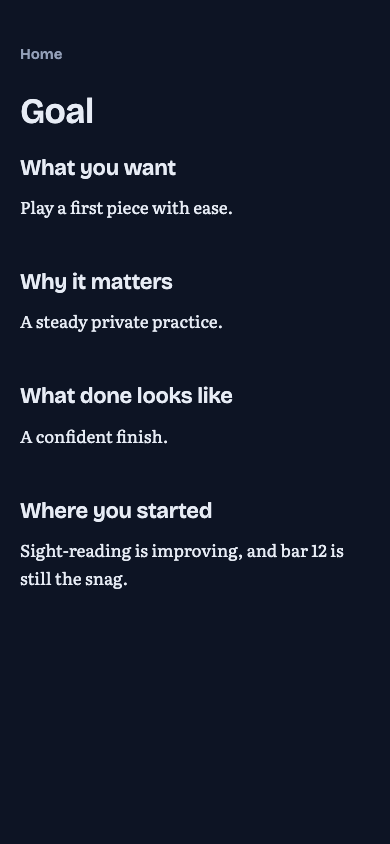 Home
Goal
What you want
Play a first piece with ease.
Why it matters
A steady private practice.
What done looks like
A confident finish.
Where you started
Sight-reading is improving, and bar 12 is
still the snag.